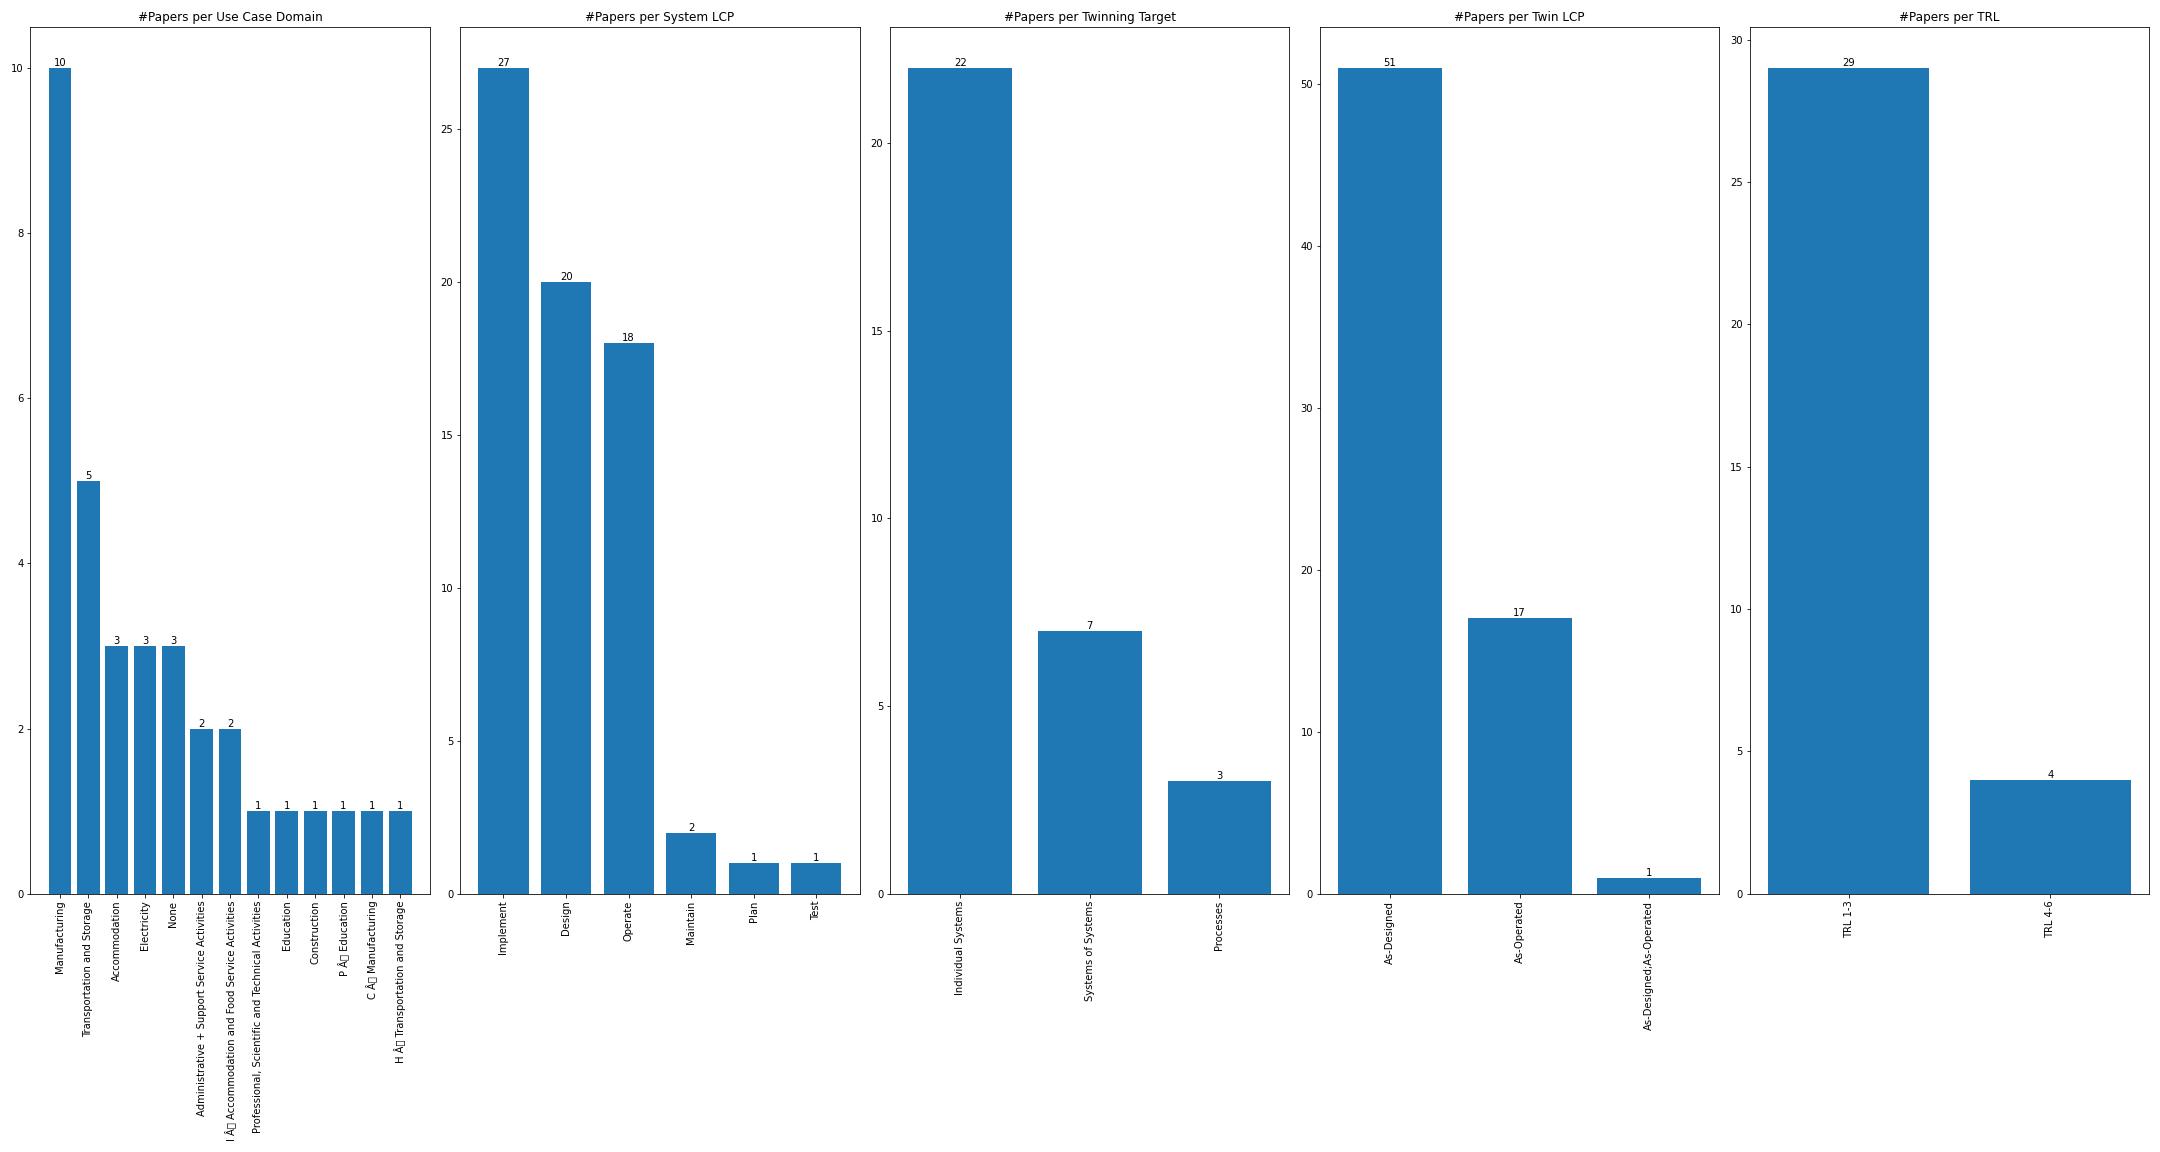 #Papers per Use Case Domain
10
8
6
4
2
0
10
5
3
3
3
2
2
1
1
1
1
1
1
Manufacturing
Transportation and Storage
Accommodation
Electricity
None
Administrative + Support Service Activities
I Â Accommodation and Food Service Activities
Professional, Scientific and Technical Activities
Education
Construction
P Â Education
C Â Manufacturing
H Â Transportation and Storage
#Papers per System LCP
25
20
15
10
5
0
27
20
18
2
1
1
Implement
Design
Operate
Maintain
Plan
Test
#Papers per Twinning Target
20
15
10
5
0
22
7
3
Individual Systems
Systems of Systems
Processes
#Papers per Twin LCP
50
40
30
20
10
0
51
17
1
As-Designed
As-Operated
As-Designed;As-Operated
#Papers per TRL
30
25
20
15
10
5
0
29
4
TRL 1-3
TRL 4-6